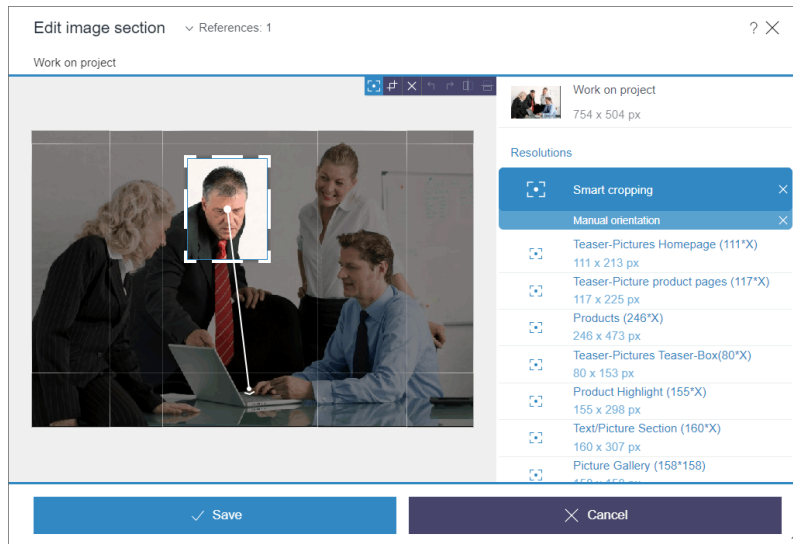 Edit image section
References: 1
?
Work on project
Work on project
754 x 504 px
Resolutions
Smart cropping
Manual orientation
Teaser-Pictures Homepage (111*X)
111 x 213 px
Teaser-Picture product pages (117*X)
117 x 225 px
Products (246*X)
246 x 473 px
Teaser-Pictures Teaser-Box(80*X)
80 x 153 px
Product Highlight (155*X)
155 x 298 px
Text/Picture Section (160*X)
160 x 307 px
Picture Gallery (158*158)
Save
Cancel